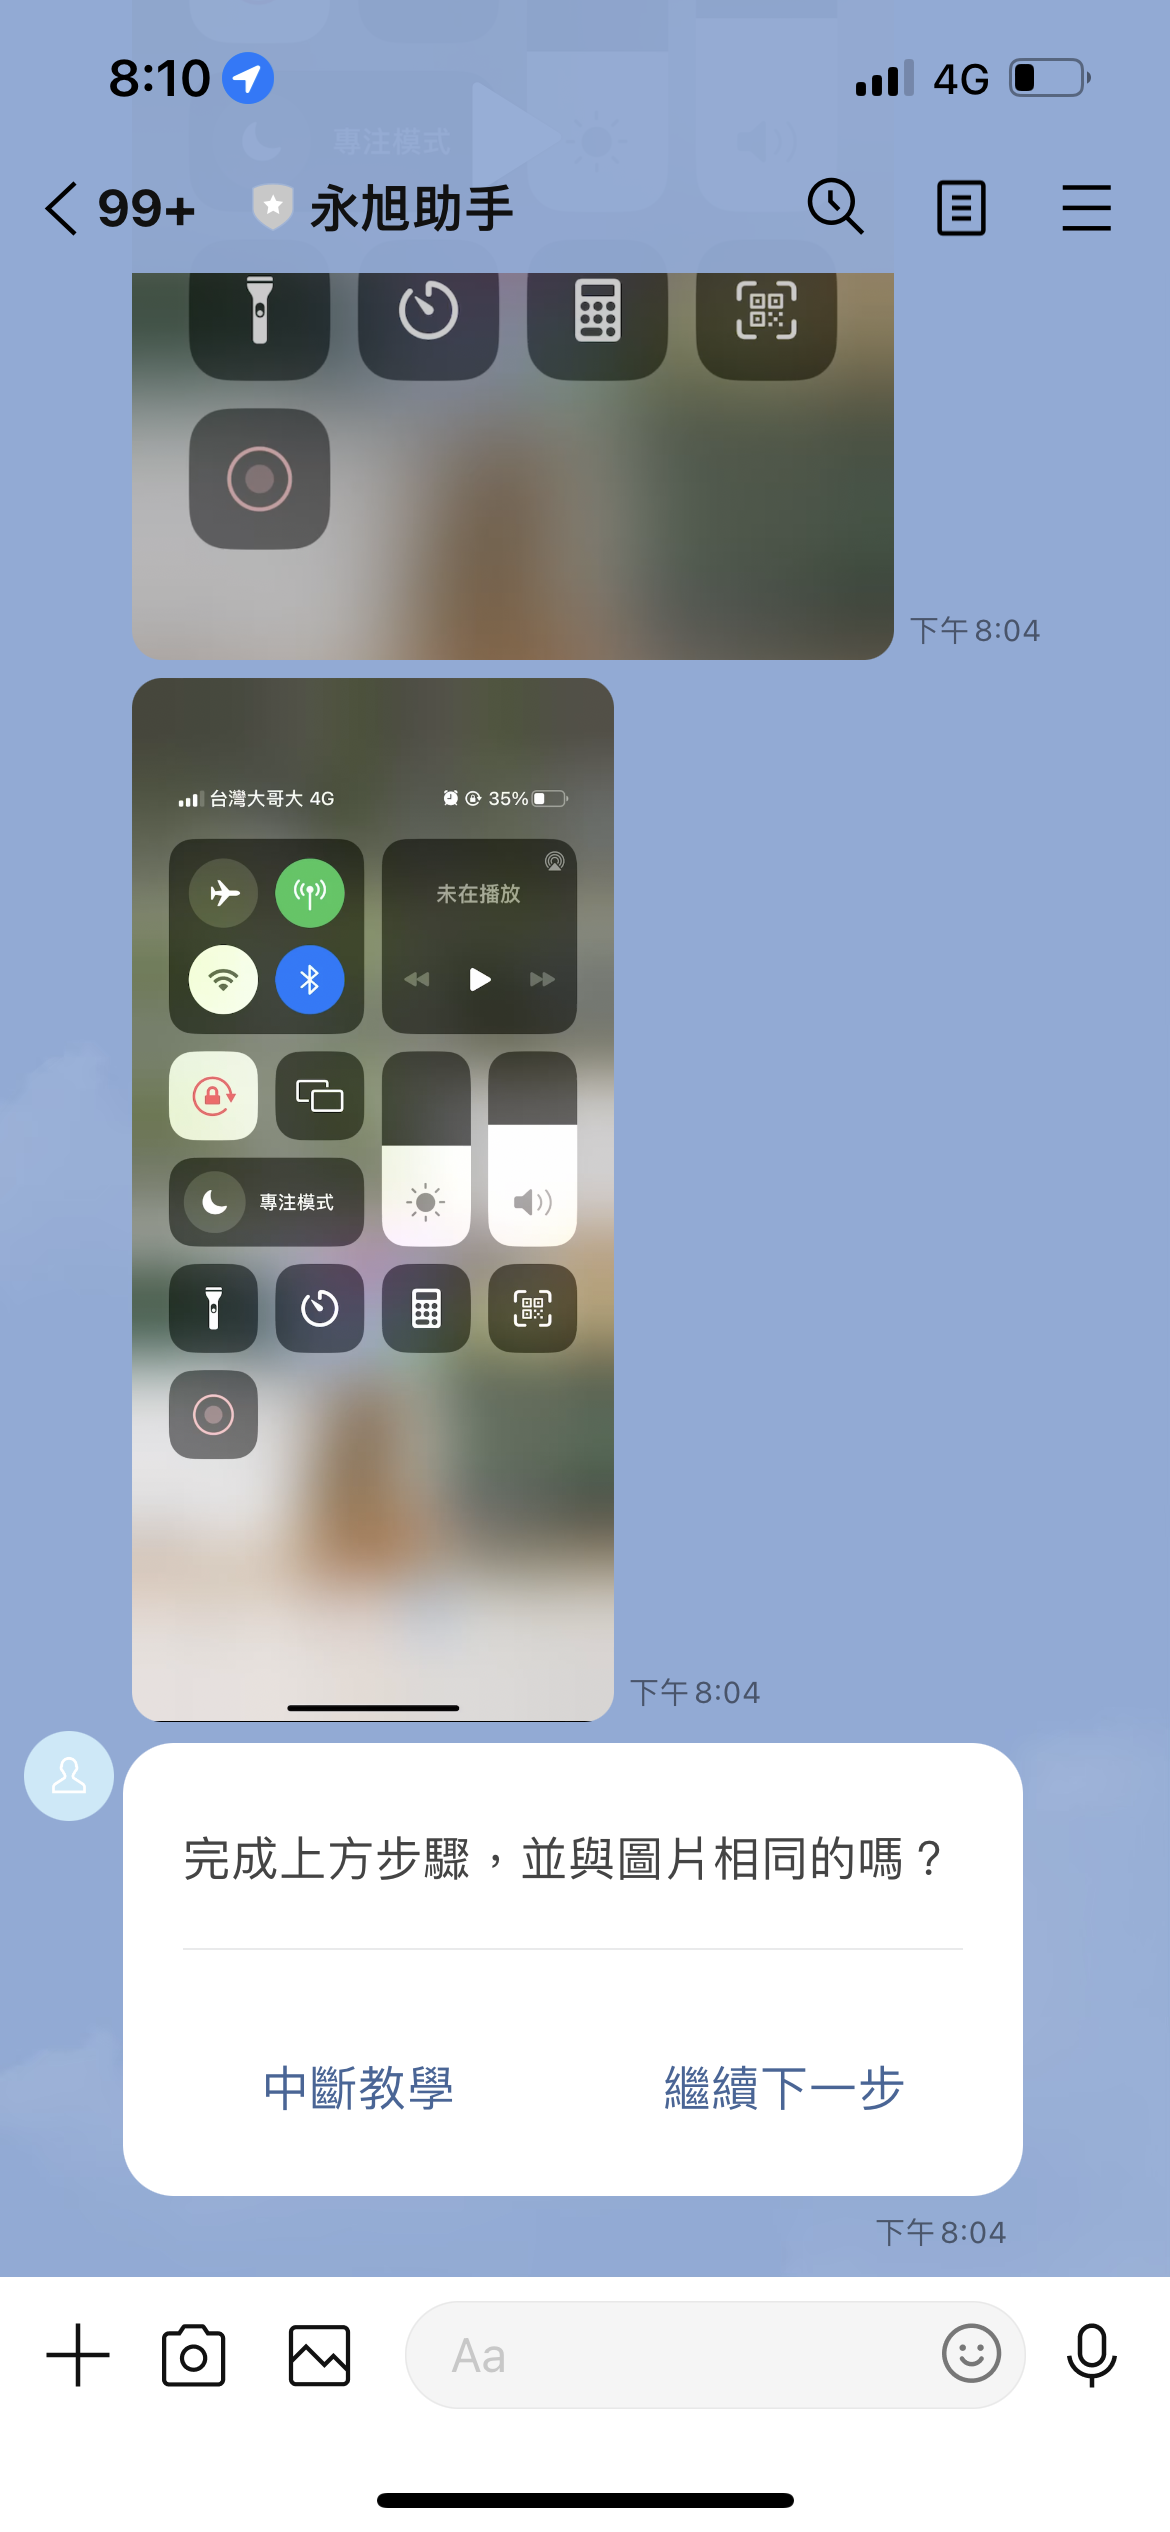 8:10 4G
專注模式
99+ 永旭助手
下午 8:04
台灣大哥大 4G 35%
未在播放
專注模式
下午 8:04
完成上方步驟，並與圖片相同的嗎？
中斷教學 繼續下一步
下午 8:04
Aa